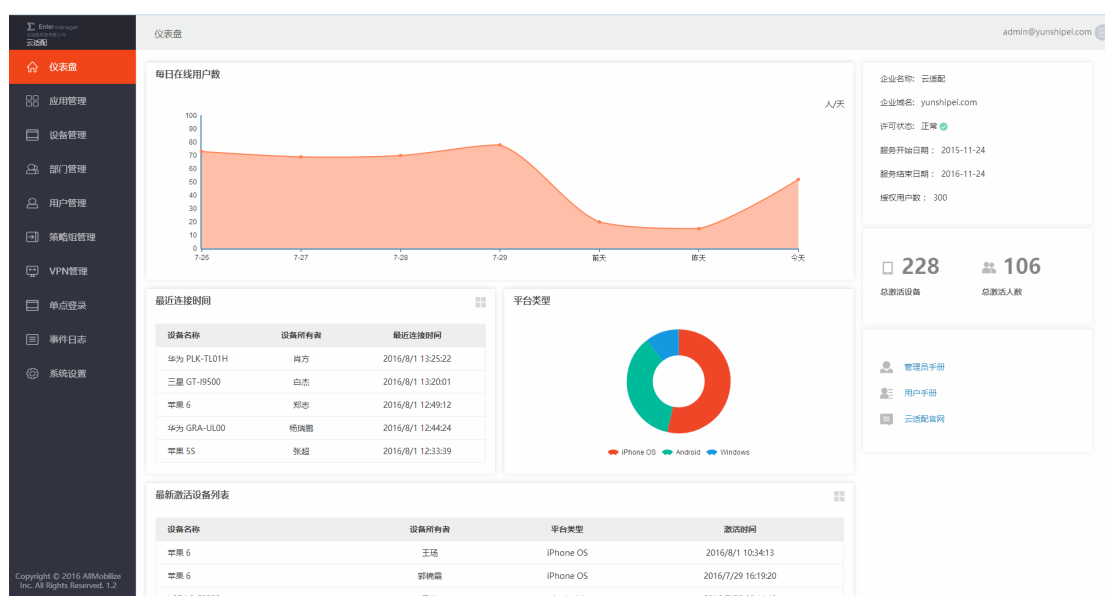 Entermanager
云适配
仪表盘
admin@yunshipei.com
仪表盘
应用管理
设备管理
部门管理
用户管理
策略组管理
VPN管理
单点登录
事件日志
系统设置
Copyright © 2016 AllMobilize
Inc. All Rights Reserved. 1.2
每日在线用户数
人/天
100
90
80
70
60
50
40
30
20
10
0
7-26 7-27 7-28 7-29 前天 昨天 今天
最近连接时间
设备名称 设备所有者 最近连接时间
华为 PLK-TL01H 肖方 2016/8/1 13:25:22
三星 GT-I9500 白杰 2016/8/1 13:20:01
苹果 6 郑志 2016/8/1 12:49:12
华为 GRA-UL00 杨瑞鹏 2016/8/1 12:44:24
苹果 5S 张超 2016/8/1 12:33:39
平台类型
iPhone OS Android Windows
最新激活设备列表
设备名称 设备所有者 平台类型 激活时间
苹果 6 王玚 iPhone OS 2016/8/1 10:34:13
苹果 6 郭锦霞 iPhone OS 2016/7/29 16:19:20
企业名称: 云适配
企业域名: yunshipei.com
许可状态: 正常
服务开始日期： 2015-11-24
服务结束日期： 2016-11-24
授权用户数： 300
228 106
总激活设备 总激活人数
管理员手册
用户手册
云适配官网